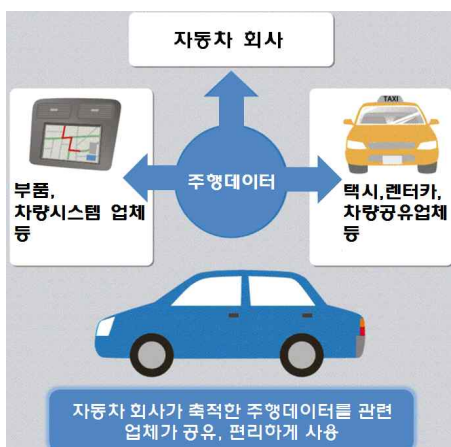 자동차 회사
TAXI
주행데이터
부품,
차량시스템 업체
등
택시,렌터카,
차량공유업체
등
자동차 회사가 축적한 주행데이터를 관련
업체가 공유, 편리하게 사용